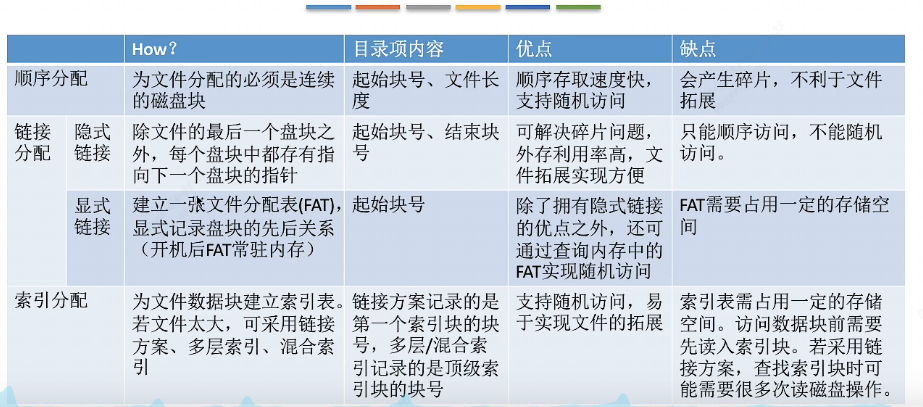 How? 目录项内容 优点 缺点
顺序分配 为文件分配的必须是连续 起始块号、文件长 顺序存取速度快， 会产生碎片，不利于文件
的磁盘块 度 支持随机访问 拓展
链接 隐式 除文件的最后一个盘块之 起始块号、结束块 可解决碎片问题， 只能顺序访问，不能随机
分配 链接 外，每个盘块中都存有指 号 外存利用率高，文 访问。
向下一个盘块的指针 件拓展实现方便
显式 建立一张文件分配表(FAT)， 起始块号 除了拥有隐式链接 FAT需要占用一定的存储空
链接 显式记录盘块的先后关系 的优点之外，还可 间
（开机后FAT常驻内存） 通过查询内存中的
FAT实现随机访问
索引分配 为文件数据块建立索引表。 链接方案记录的是 支持随机访问，易 索引表需占用一定的存储
若文件太大，可采用链接 第一个索引块的块 于实现文件的拓展 空间。访问数据块前需要
方案、多层索引、混合索 号，多层/混合索 先读入索引块。若采用链
引 引记录的是顶级索 接方案，查找索引块时可
引块的块号 能需要很多次读磁盘操作。